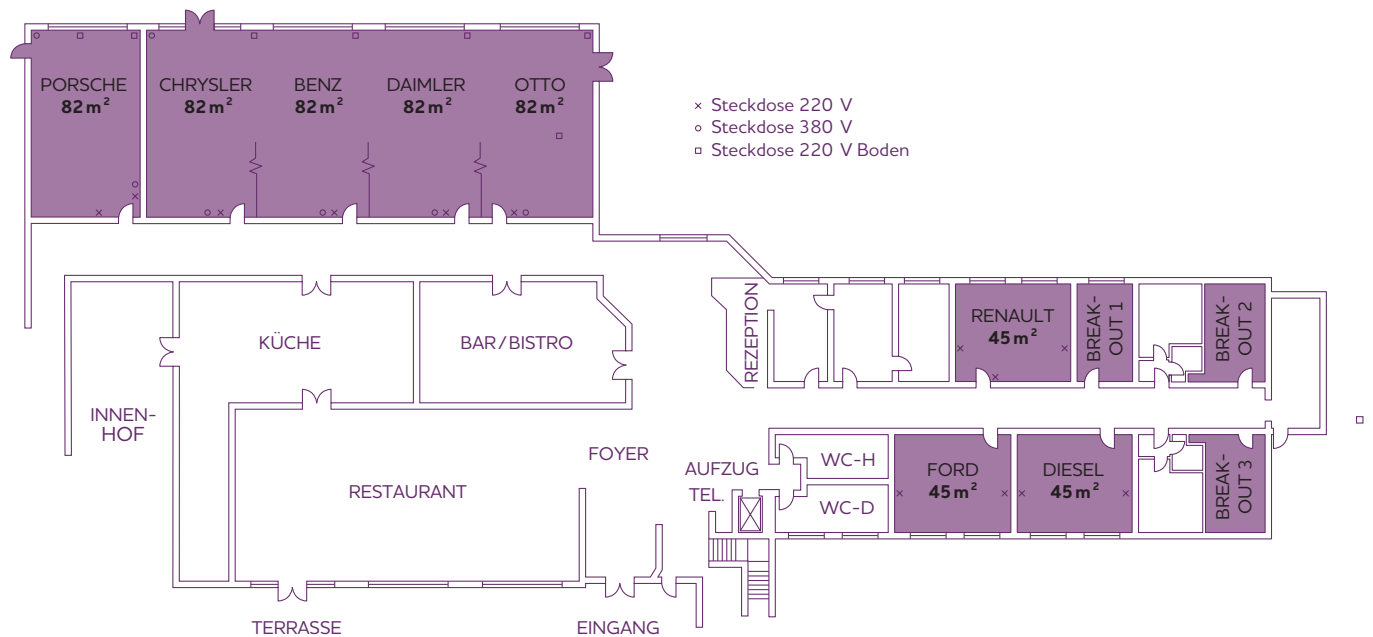 PORSCHE
82 m²
CHRYSLER
82 m²
BENZ
82 m²
DAIMLER
82 m²
OTTO
82 m²
× Steckdose 220 V
○ Steckdose 380 V
□ Steckdose 220 V Boden
KÜCHE
BAR/BISTRO
REZEPTION
RENAULT
45 m²
BREAK-
OUT 1
BREAK-
OUT 2
INNEN-
HOF
RESTAURANT
FOYER
AUFZUG
TEL.
WC-H
WC-D
FORD
45 m²
DIESEL
45 m²
BREAK-
OUT 3
TERRASSE
EINGANG